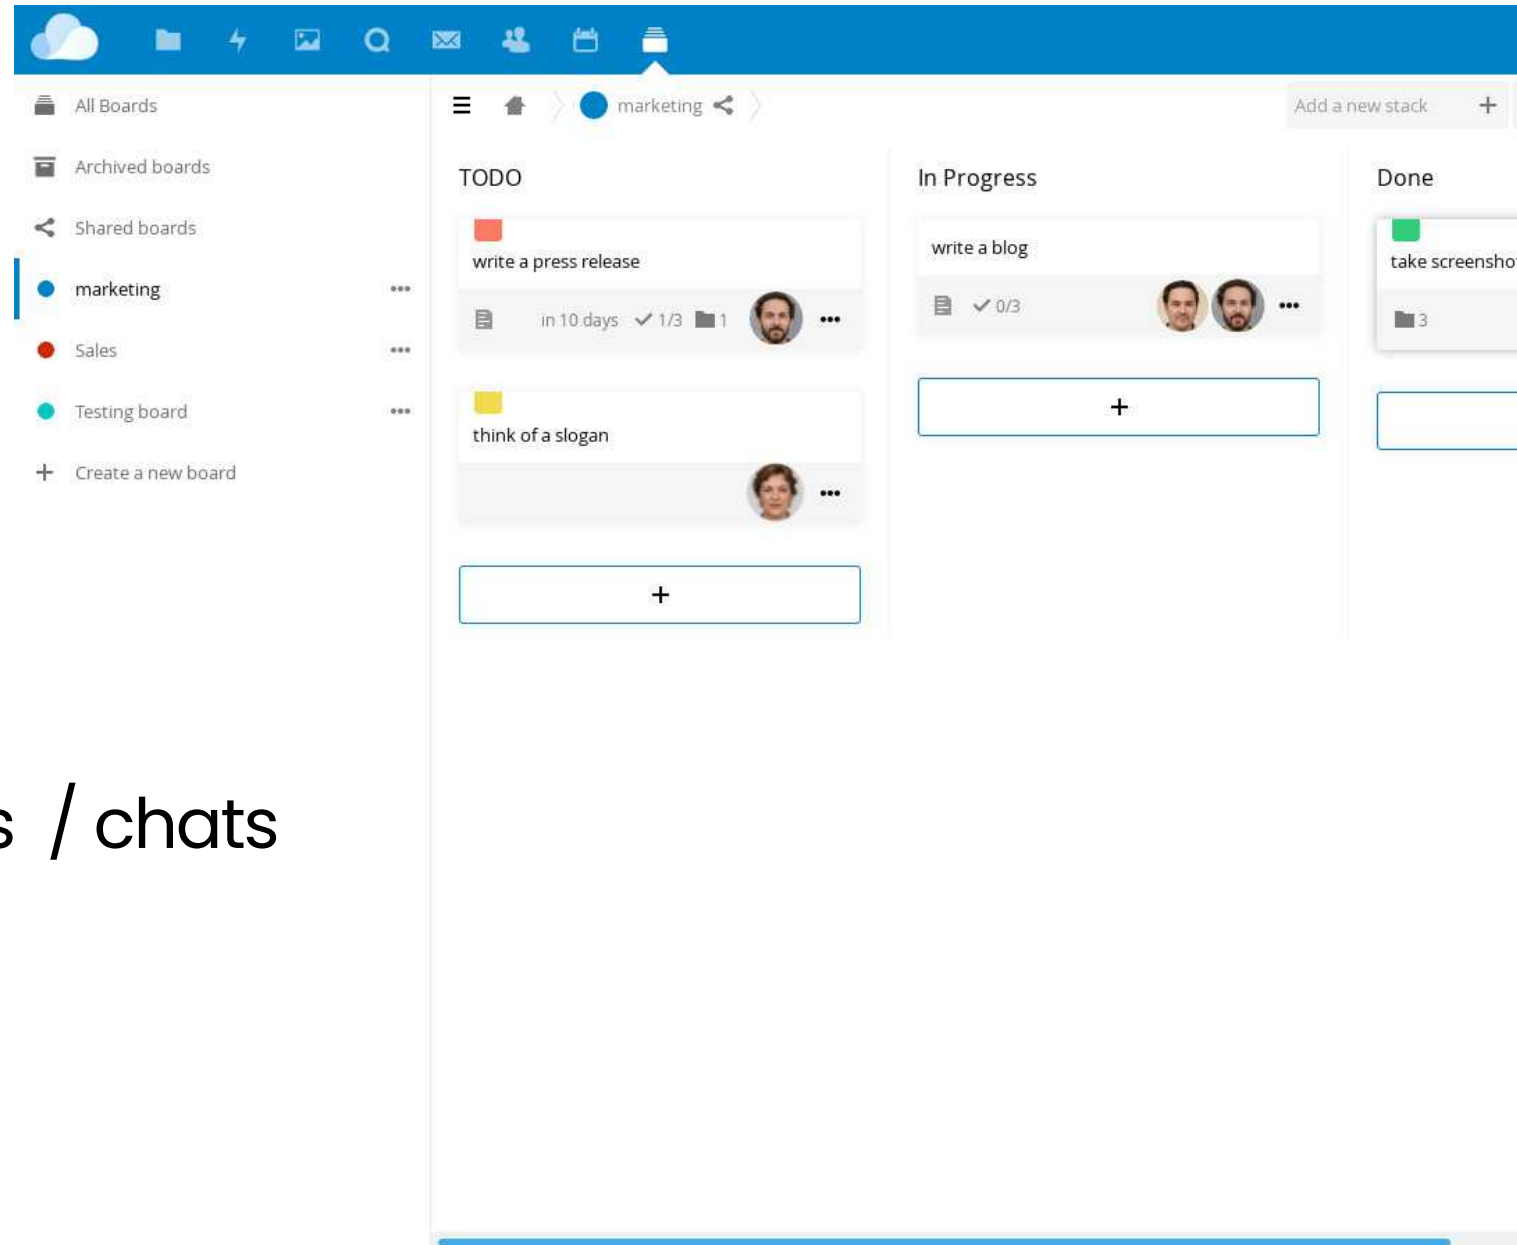 All Boards
Archived boards
Shared boards
marketing
Sales
Testing board
Create a new board
marketing
Add a new stack +
TODO
write a press release
in 10 days 1/3 1
think of a slogan
+
In Progress
write a blog
0/3
+
Done
take screensho
3
s / chats